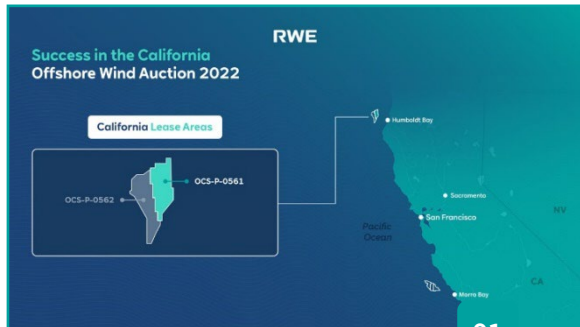 RWE
Success in the California
Offshore Wind Auction 2022
California Lease Areas
OCS-P-0561
OCS-P-0562
Humboldt Bay
Sacramento
San Francisco
NV
Pacific
Ocean
CA
Morro Bay